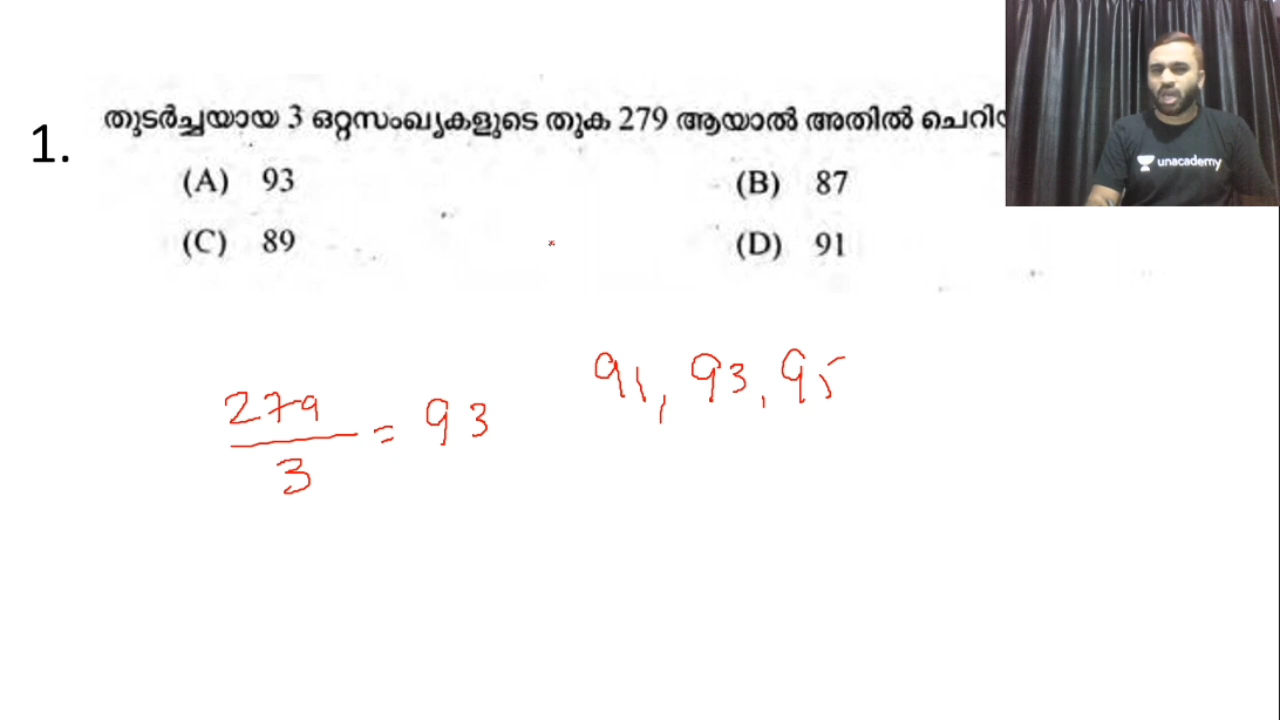 1. തുടർച്ചയായ 3 ഒറ്റസംഖ്യകളുടെ തുക 279 ആയാൽ അതിൽ
(A) 93 (B) 87
(C) 89 (D) 91
unacademy
91, 93, 95
279
3
= 93